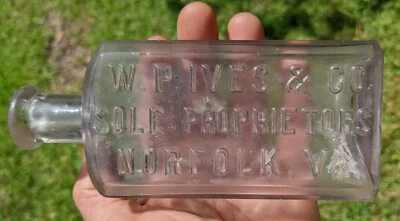 W. P. IVES & CO
SOLE PROPRIETORS
NORFOLK, VA.